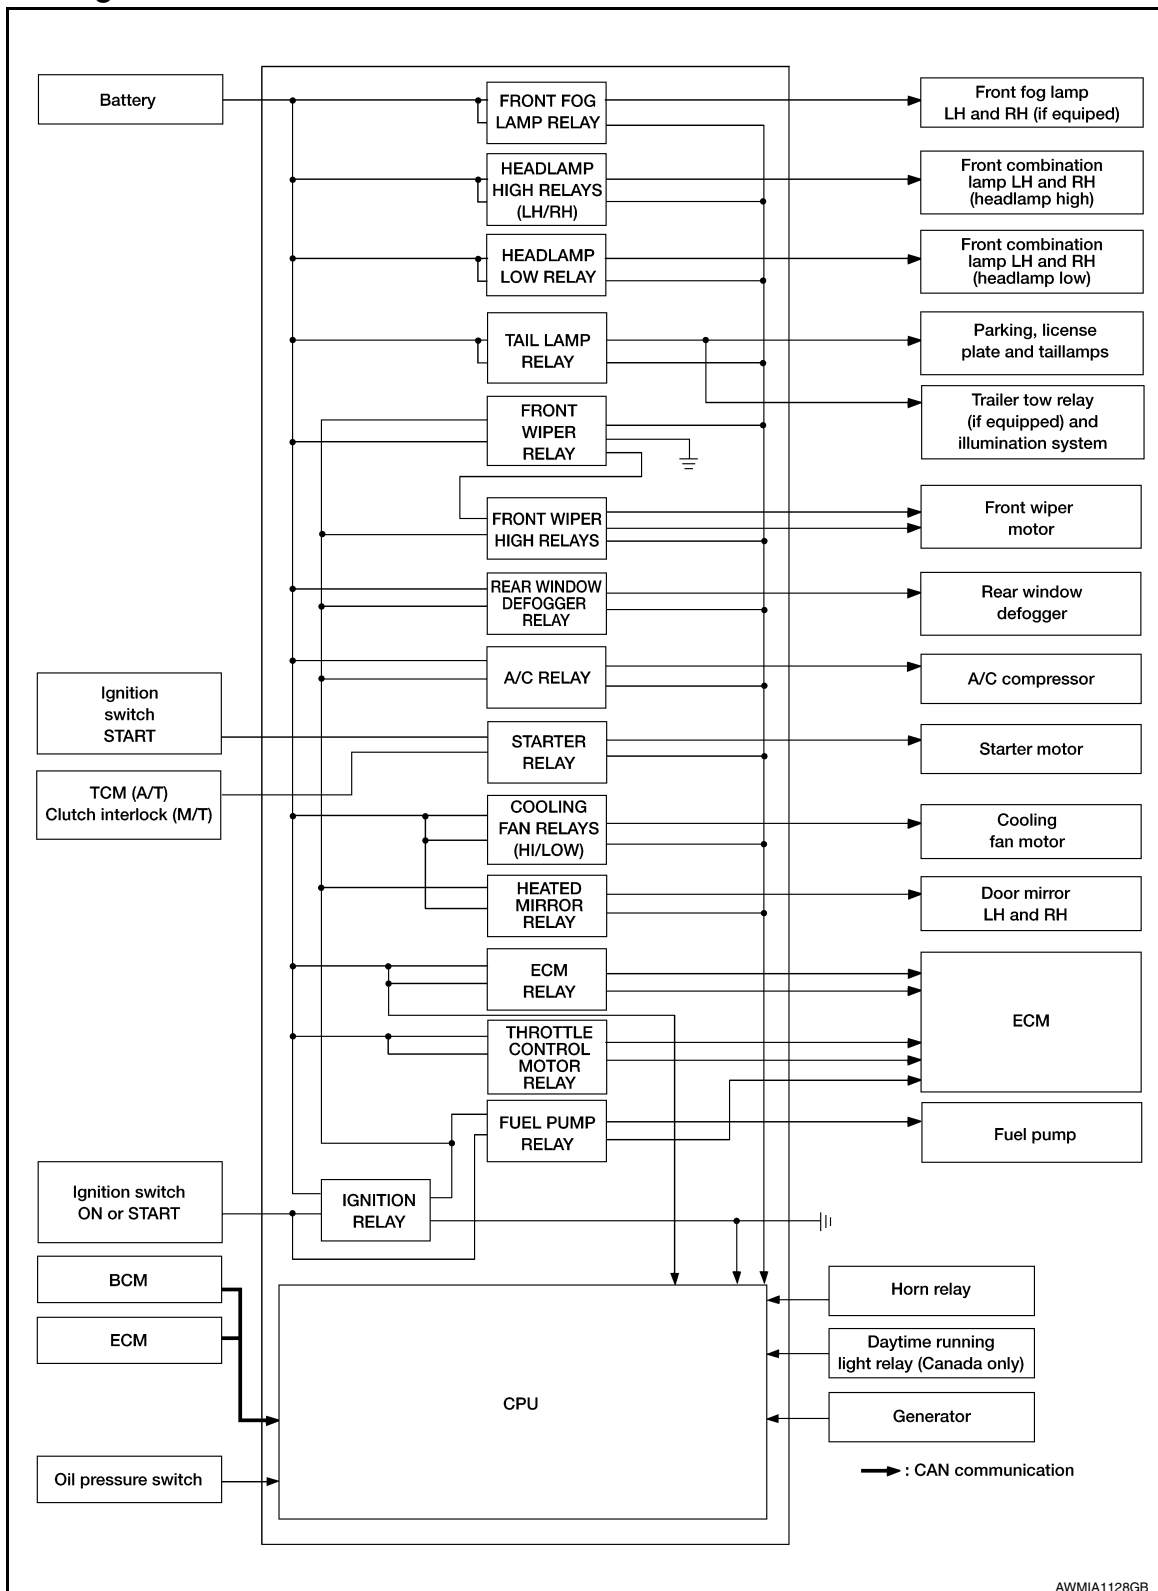 Battery
FRONT FOG
LAMP RELAY
Front fog lamp
LH and RH (if equiped)
HEADLAMP
HIGH RELAYS
(LH/RH)
Front combination
lamp LH and RH
(headlamp high)
HEADLAMP
LOW RELAY
Front combination
lamp LH and RH
(headlamp low)
TAIL LAMP
RELAY
Parking, license
plate and taillamps
FRONT
WIPER
RELAY
Trailer tow relay
(if equipped) and
illumination system
FRONT WIPER
HIGH RELAYS
Front wiper
motor
REAR WINDOW
DEFOGGER
RELAY
Rear window
defogger
A/C RELAY
A/C compressor
Ignition
switch
START
STARTER
RELAY
Starter motor
TCM (A/T)
Clutch interlock (M/T)
COOLING
FAN RELAYS
(HI/LOW)
Cooling
fan motor
HEATED
MIRROR
RELAY
Door mirror
LH and RH
ECM
RELAY
ECM
THROTTLE
CONTROL
MOTOR
RELAY
FUEL PUMP
RELAY
Fuel pump
Ignition switch
ON or START
IGNITION
RELAY
BCM
ECM
Horn relay
Daytime running
light relay (Canada only)
CPU
Generator
Oil pressure switch
: CAN communication
AWMIA1128GB